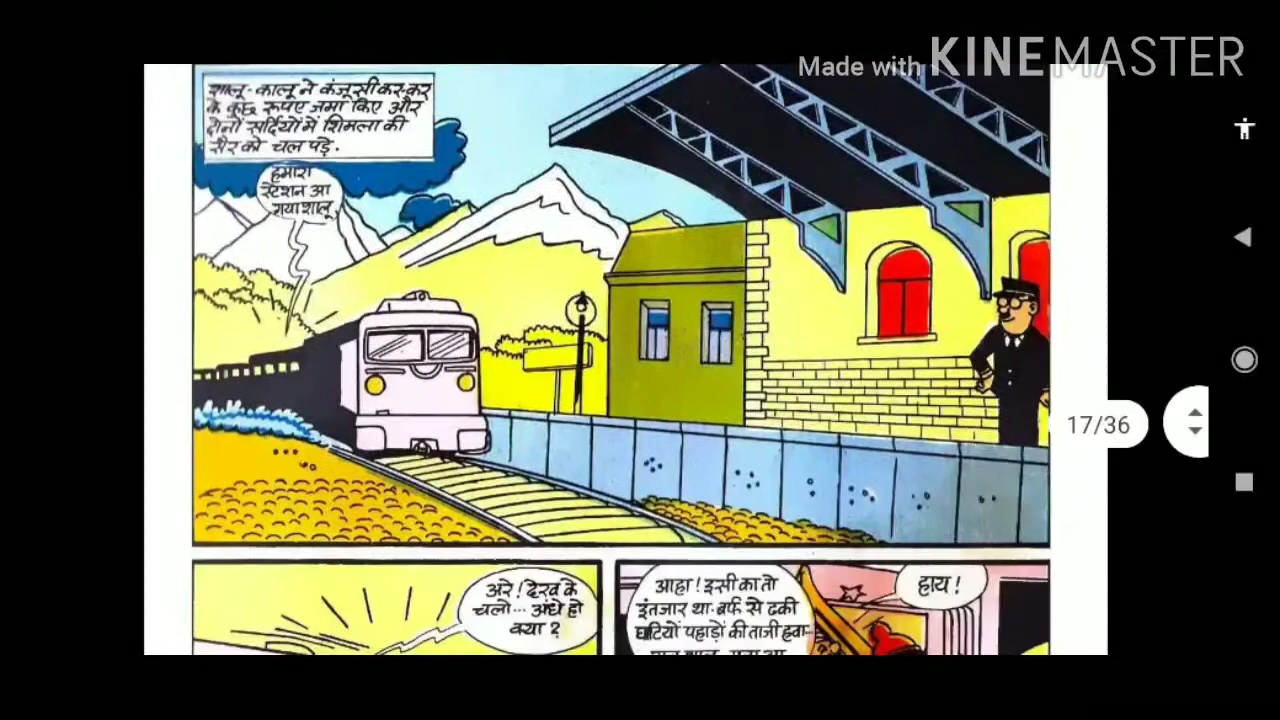 Made with KINEMASTER
शालू-कालू ने कंजूसी कर-कर
के कुछ रूपए जमा किए और
दोनों सर्दियों में शिमला की
सैर को चल पड़े.
हमारा
स्टेशन आ
गया शालू
17/36
अरे! देख के
चलो... अंधे हो
क्या ?
आहा! इसी का तो
इंतजार था. बर्फ से ढकी
घाटियों पहाड़ों की ताजी हवा...
हाय!